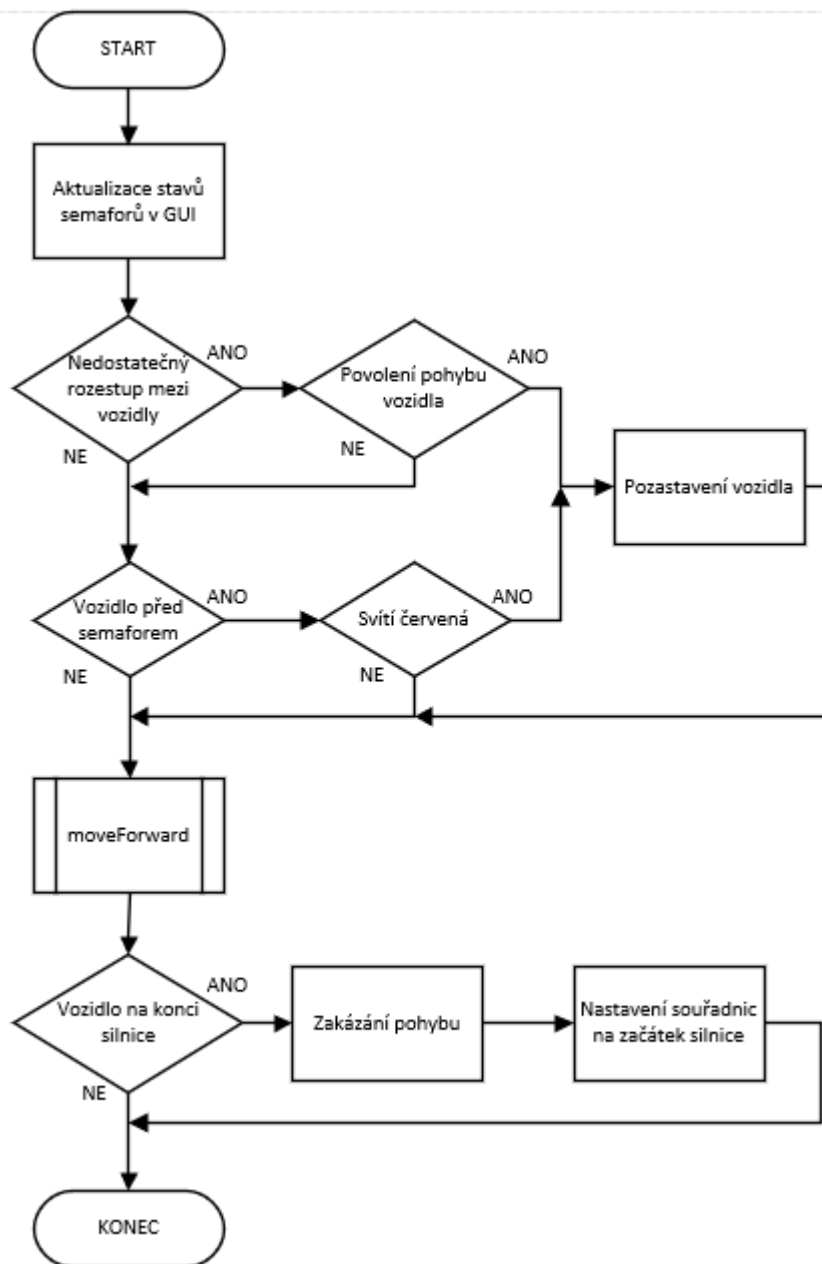 START
Aktualizace stavů
semaforů v GUI
Nedostatečný
rozestup mezi
vozidly
ANO
NE
Povolení pohybu
vozidla
ANO
NE
Pozastavení vozidla
Vozidlo před
semaforem
ANO
NE
Svítí červená
ANO
NE
moveForward
Vozidlo na konci
silnice
ANO
NE
Zakázání pohybu
Nastavení souřadnic
na začátek silnice
KONEC